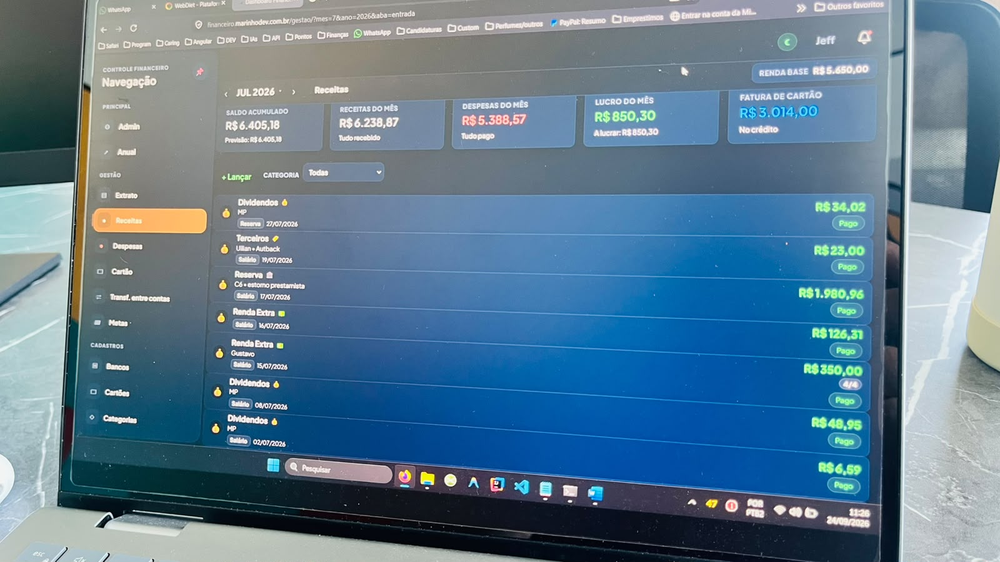 WhatsApp
WebDiet - Platafor
Dashboard Finance
financeiro.marinhodev.com.br/gestao/?mes=7&ano=2026&aba=entrada
Safari
Program
Caring
Angular
DEV
IAs
API
Pontos
Finanças
WhatsApp
Candidaturas
Custom
Perfumes/outros
PayPal: Resumo
Emprestimos
Entrar na conta da Mi...
Outros favoritos
Jeff
CONTROLE FINANCEIRO
Navegação
PRINCIPAL
Admin
Anual
GESTÃO
Extrato
Receitas
Despesas
Cartão
Transf. entre contas
Metas
CADASTROS
Bancos
Cartões
Categorias
RENDA BASE R$ 5.650,00
JUL 2026
Receitas
SALDO ACUMULADO
R$ 6.405,18
Previsão: R$ 6.405,18
RECEITAS DO MÊS
R$ 6.238,87
Tudo recebido
DESPESAS DO MÊS
R$ 5.388,57
Tudo pago
LUCRO DO MÊS
R$ 850,30
A lucrar: R$ 850,30
FATURA DE CARTÃO
R$ 3.014,00
No crédito
+ Lançar
CATEGORIA
Todas
Dividendos
MP
Reserva 27/07/2026
R$ 34,02
Pago
Terceiros
Uilian • Autback
Salário 19/07/2026
R$ 23,00
Pago
Reserva
C6 • estorno prestamista
Salário 17/07/2026
R$ 1.980,96
Pago
Renda Extra
Salário 16/07/2026
R$ 126,31
Pago
Renda Extra
Gustavo
Salário 15/07/2026
R$ 350,00
4/4
Pago
Dividendos
MP
Salário 08/07/2026
R$ 48,95
Pago
Dividendos
MP
Salário 02/07/2026
R$ 6,59
Pago
Pesquisar
47
POR
PTB2
11:26
24/09/2026
esc